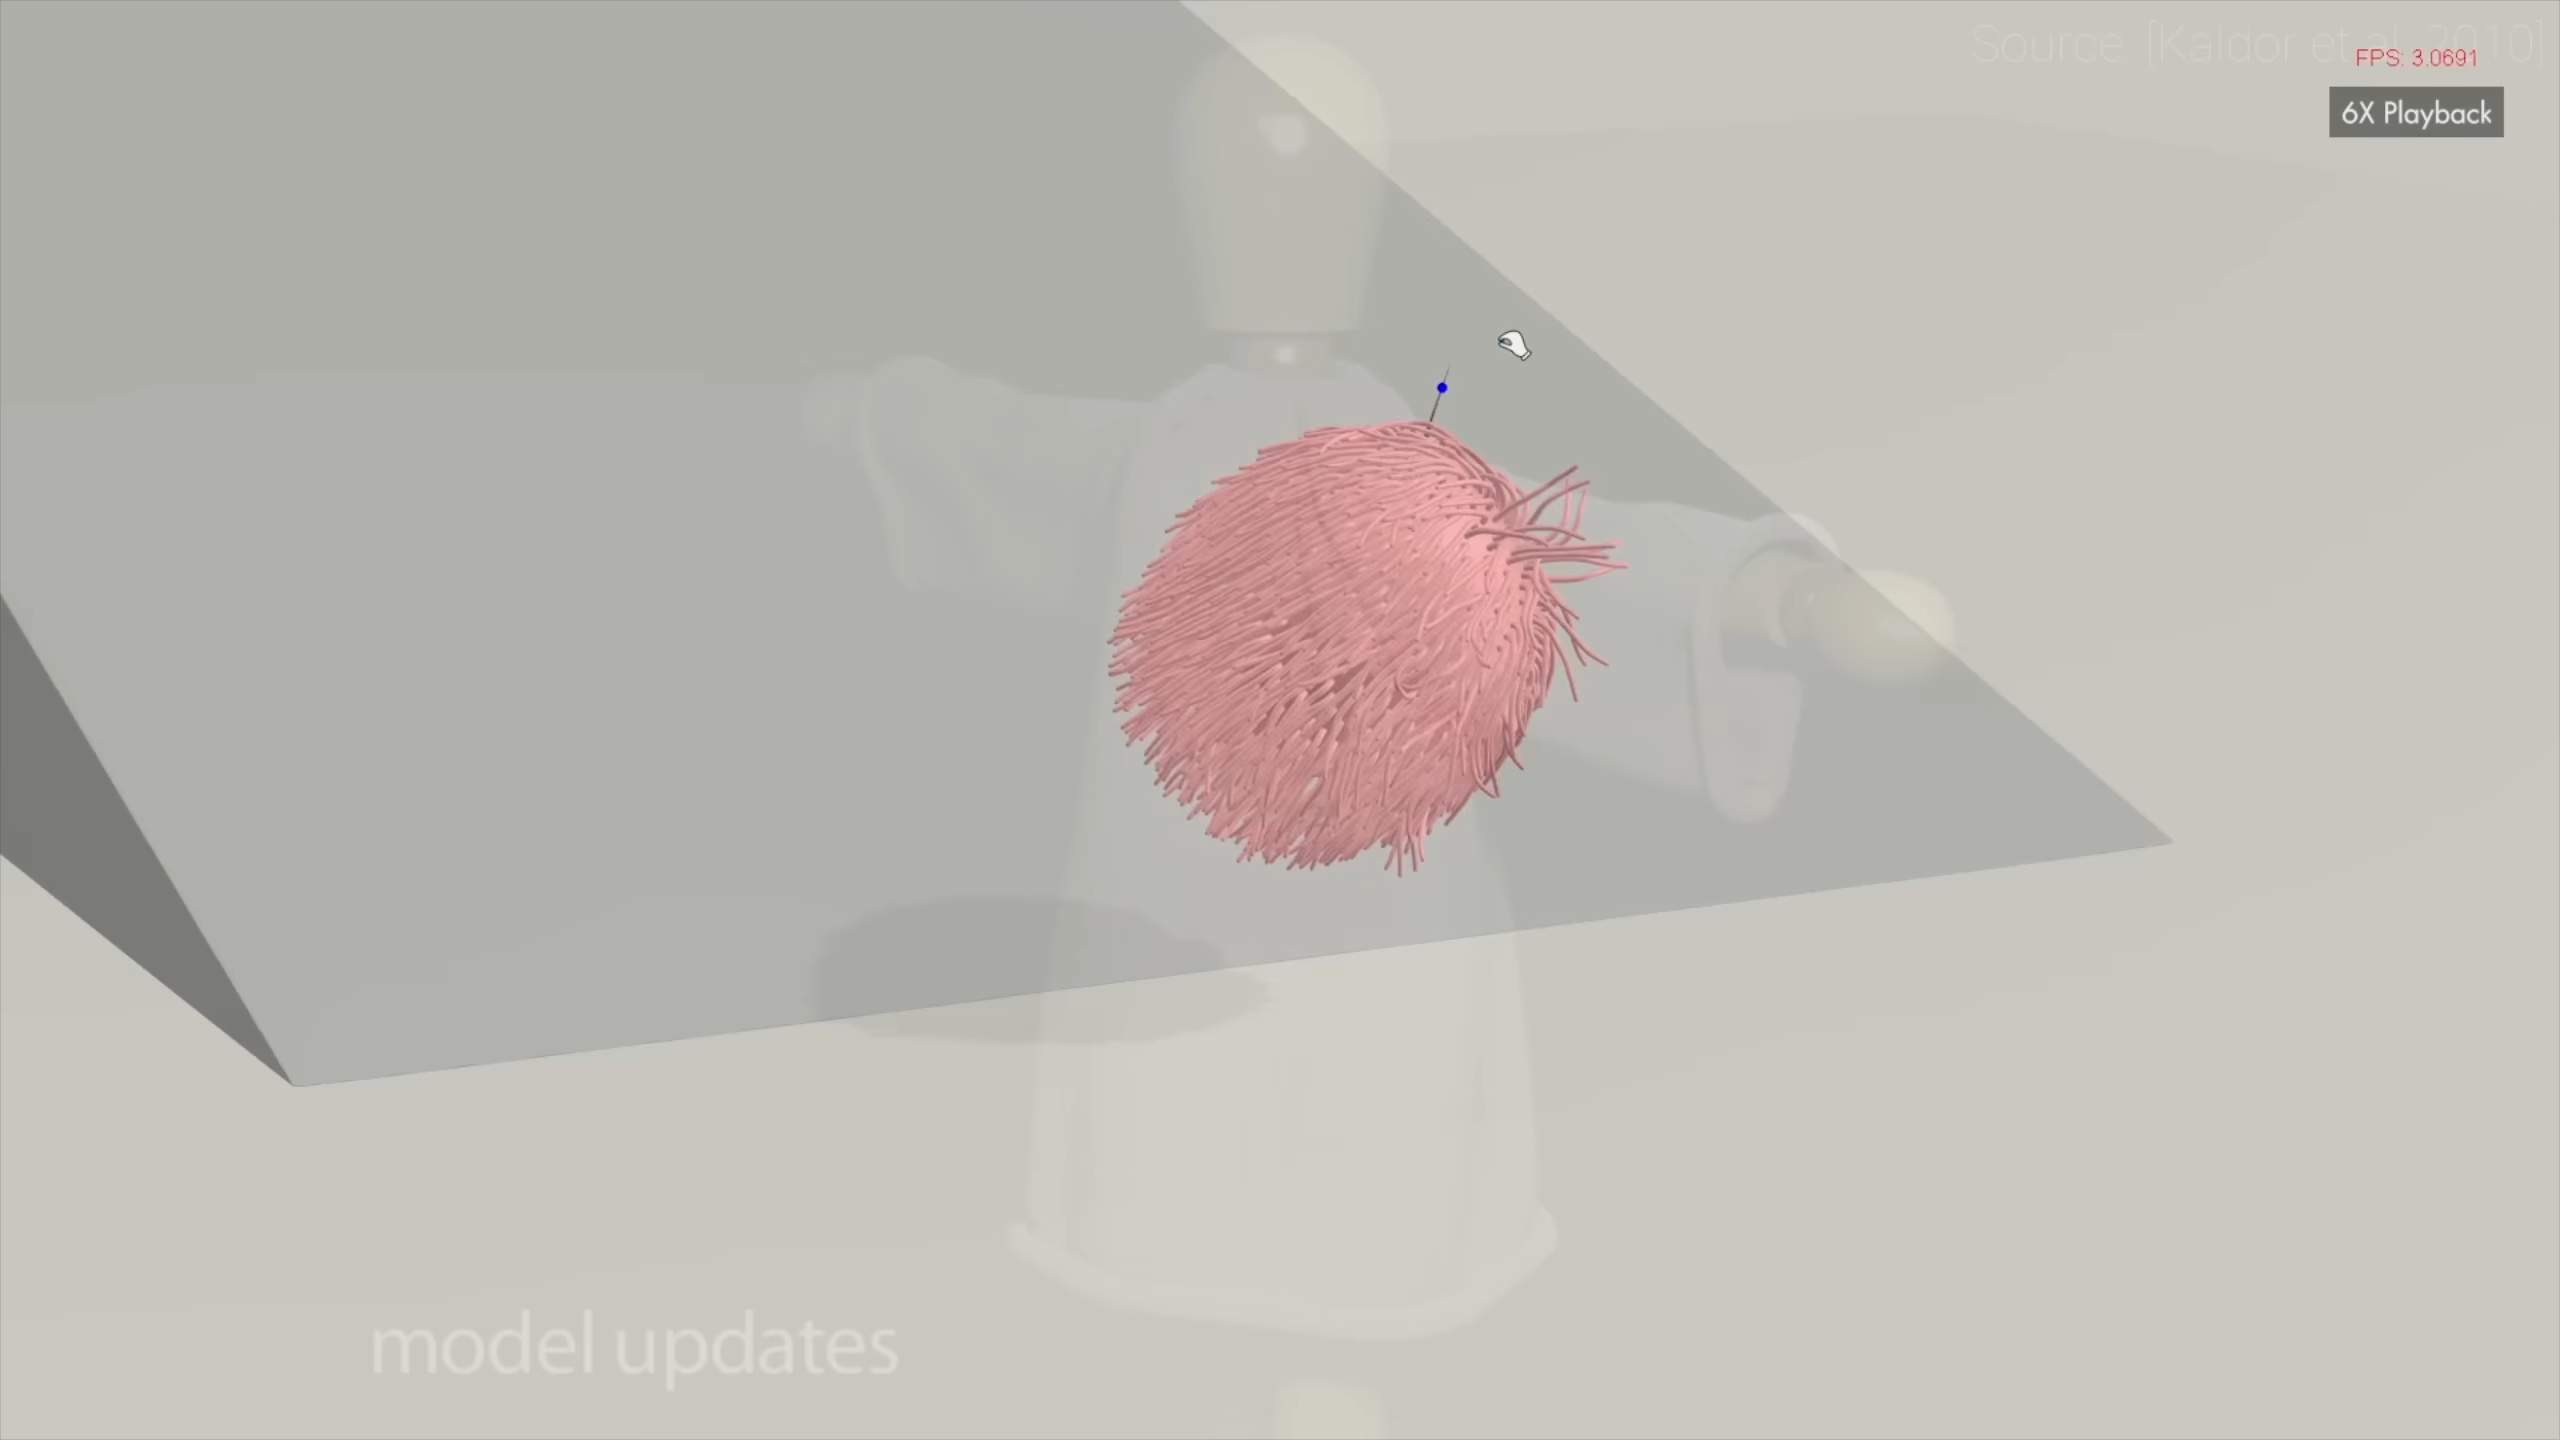 Source: [Kaldor et al. 2010]
FPS: 3.0691
6X Playback
model updates